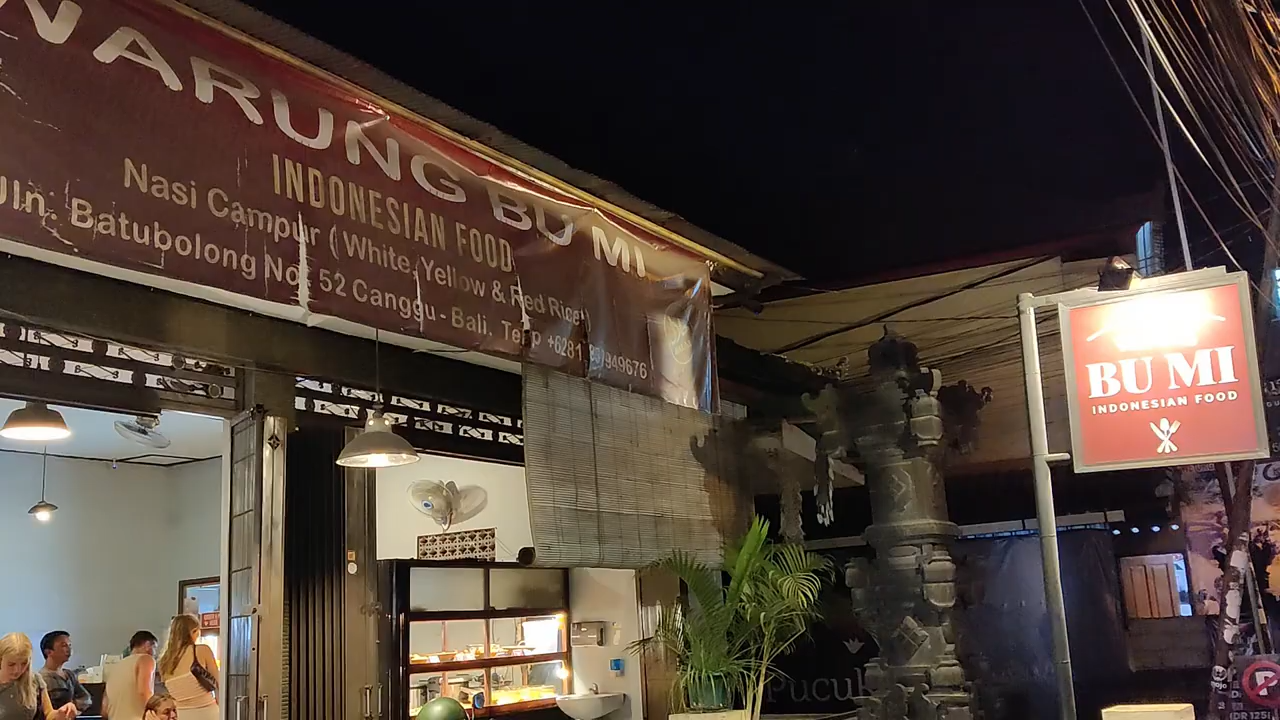 WARUNG BU MI
INDONESIAN FOOD
Nasi Campur ( White, Yellow & Red Rice )
Jln. Batubolong No. 52 Canggu - Bali,
BU MI
INDONESIAN FOOD
Pucuk